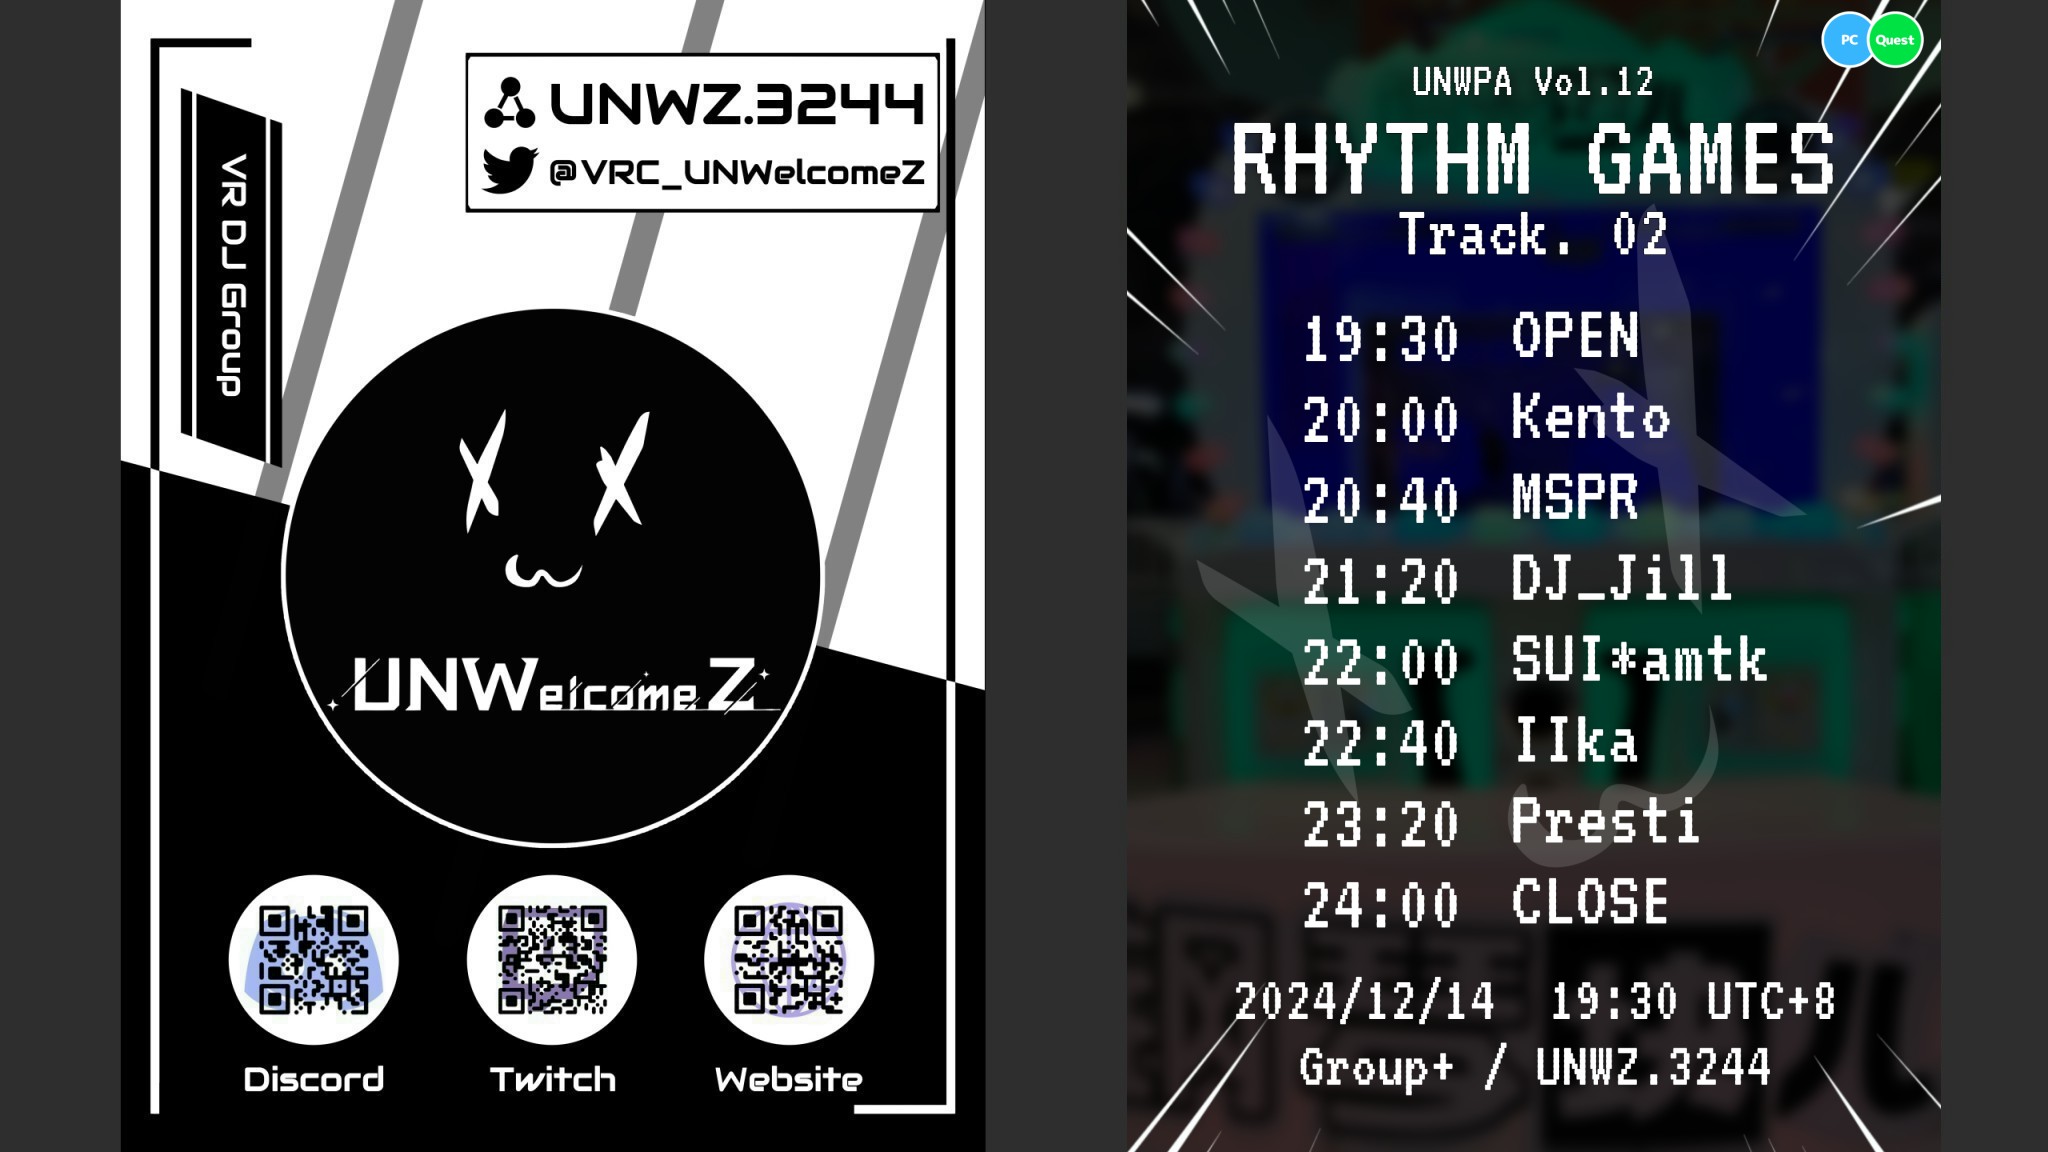 VR DJ Group
UNWZ.3244
@VRC_UNWelcomeZ
UNWelcomeZ
Discord
Twitch
Website
PC
Quest
UNWPA Vol.12
RHYTHM GAMES
Track. 02
19:30 OPEN
20:00 Kento
20:40 MSPR
21:20 DJ_Jill
22:00 SUI*amtk
22:40 IIka
23:20 Presti
24:00 CLOSE
2024/12/14 19:30 UTC+8
Group+ / UNWZ.3244